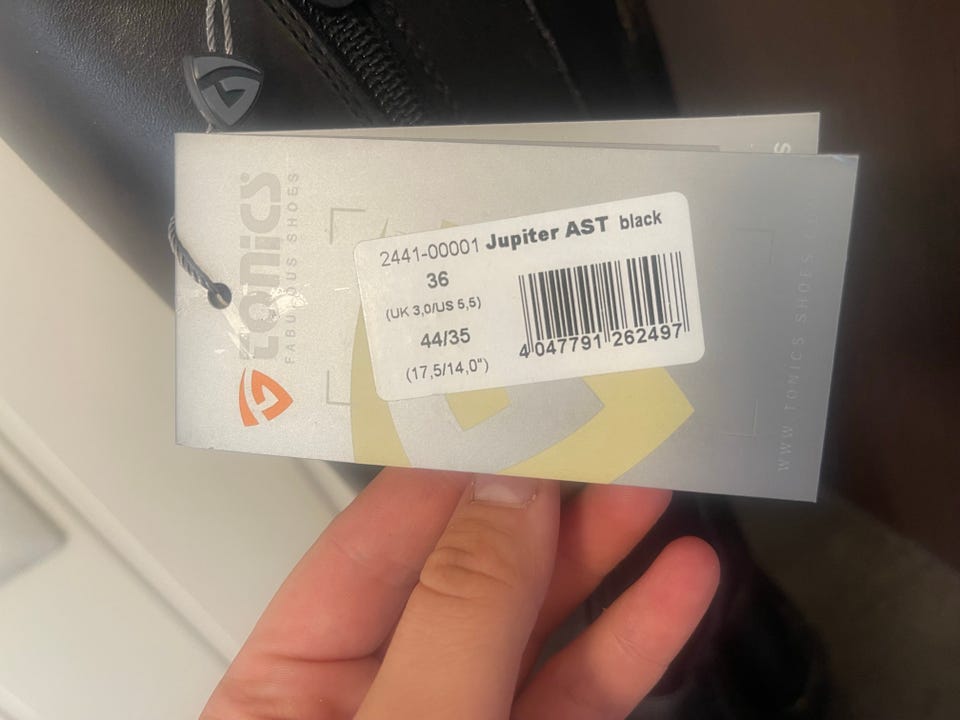 tonics
FABULOUS SHOES
2441-00001 Jupiter AST black
36
(UK 3,0/US 5,5)
44/35
(17,5/14,0")
4 047791 262497
WWW TONICS SHOES
S